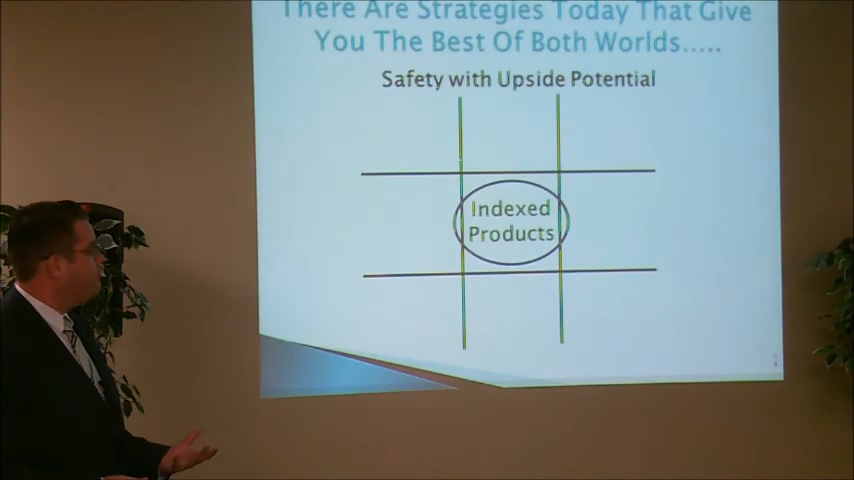 There Are Strategies Today That Give
You The Best Of Both Worlds.....
Safety with Upside Potential
Indexed
Products